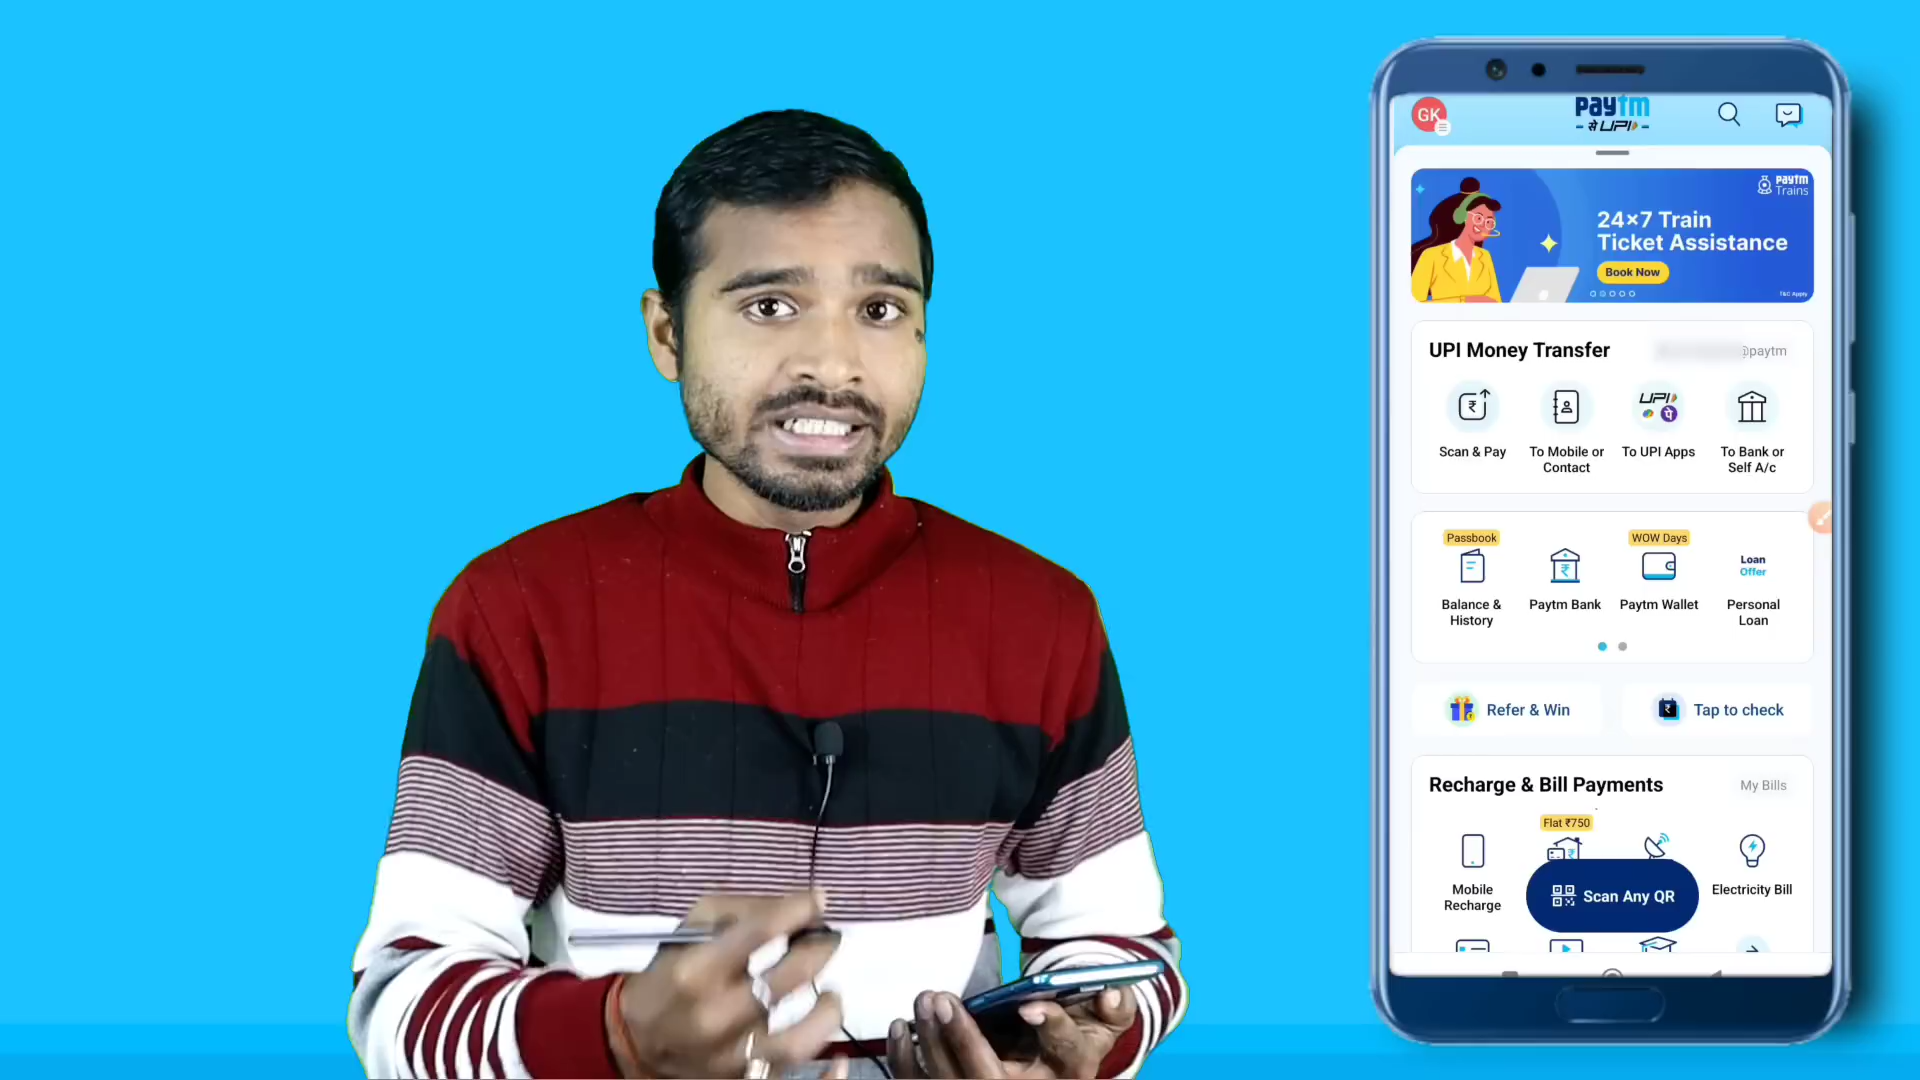 GK
paytm
UPI
paytm
Trains
24×7 Train
Ticket Assistance
Book Now
T&C Apply
UPI Money Transfer
@paytm
UPI
पे
Scan & Pay
To Mobile or
Contact
To UPI Apps
To Bank or
Self A/c
Passbook
WOW Days
Loan
Offer
Balance &
History
Paytm Bank
Paytm Wallet
Personal
Loan
Refer & Win
Tap to check
Recharge & Bill Payments
My Bills
Flat ₹750
Mobile
Recharge
Scan Any QR
Electricity Bill